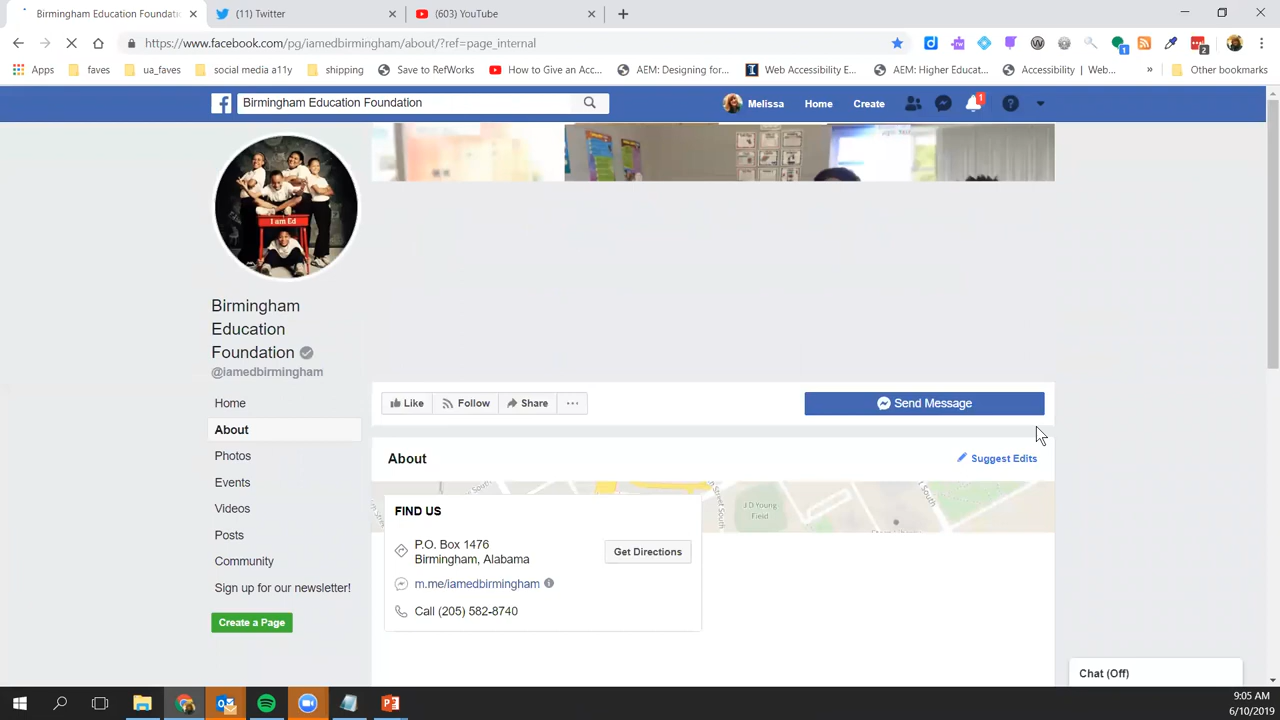 Birmingham Education Foundati
(11) Twitter
(603) YouTube
https://www.facebook.com/pg/iamedbirmingham/about/?ref=page_internal
1
2
Apps
faves
ua_faves
social media a11y
shipping
Save to RefWorks
How to Give an Acc...
AEM: Designing for...
Web Accessibility E...
AEM: Higher Educat...
Accessibility | Web...
»
Other bookmarks
Birmingham Education Foundation
Melissa
Home
Create
1
I am Ed
Birmingham
Education
Foundation
@iamedbirmingham
Home
About
Photos
Events
Videos
Posts
Community
Sign up for our newsletter!
Create a Page
Like
Follow
Share
...
Send Message
About
Suggest Edits
J D Young
Field
FIND US
P.O. Box 1476
Birmingham, Alabama
Get Directions
m.me/iamedbirmingham
Call (205) 582-8740
Chat (Off)
9:05 AM
6/10/2019